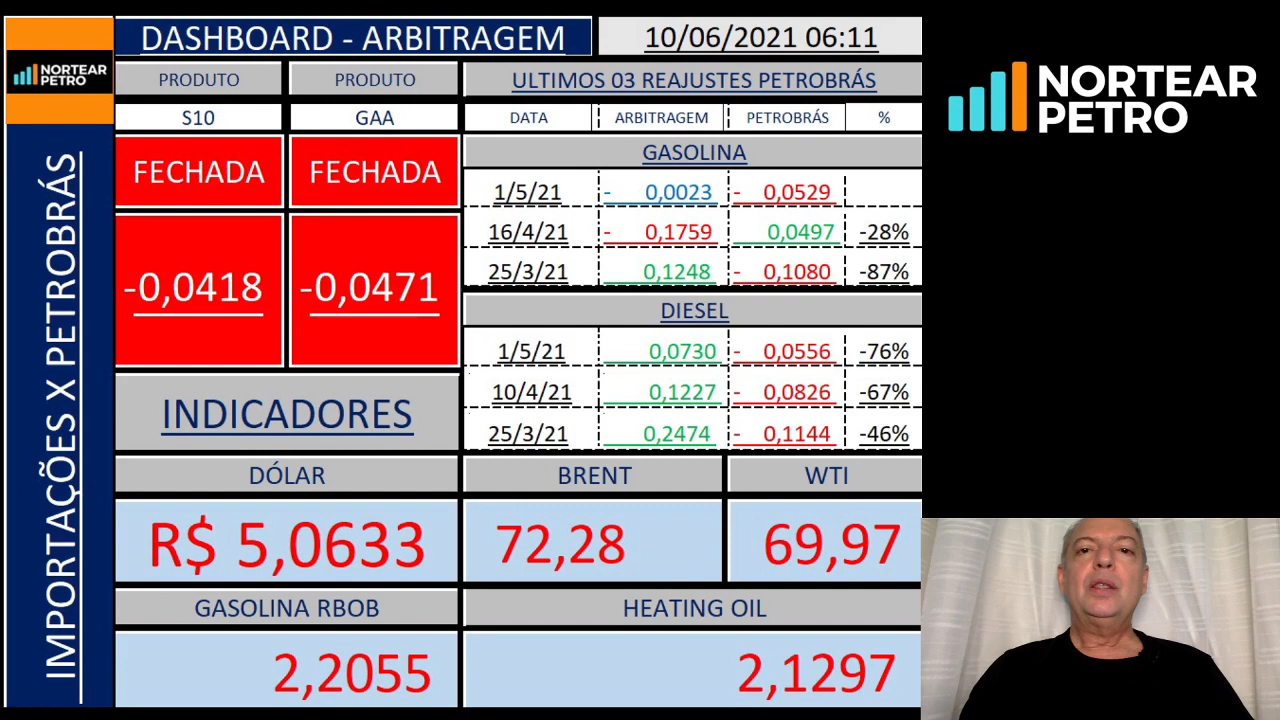 DASHBOARD - ARBITRAGEM
10/06/2021 06:11
NORTEAR
PETRO
NORTEAR
PETRO
IMPORTAÇÕES X PETROBRÁS
PRODUTO
PRODUTO
ULTIMOS 03 REAJUSTES PETROBRÁS
S10
GAA
DATA
ARBITRAGEM
PETROBRÁS
%
FECHADA
FECHADA
-0,0418
-0,0471
GASOLINA
1/5/21 - 0,0023 - 0,0529
16/4/21 - 0,1759 0,0497 -28%
25/3/21 0,1248 - 0,1080 -87%
DIESEL
1/5/21 0,0730 - 0,0556 -76%
10/4/21 0,1227 - 0,0826 -67%
25/3/21 0,2474 - 0,1144 -46%
INDICADORES
DÓLAR
BRENT
WTI
R$ 5,0633
72,28
69,97
GASOLINA RBOB
HEATING OIL
2,2055
2,1297